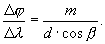 Δφ/Δλ = m/(d · cos β).